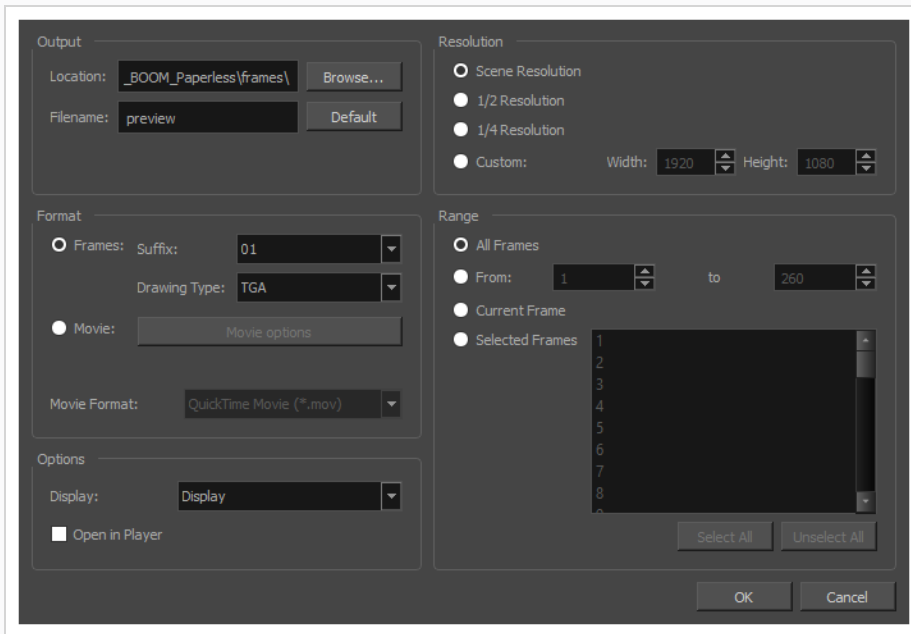 Output
Location: _BOOM_Paperless\frames\ Browse...
Filename: preview Default
Resolution
Scene Resolution
1/2 Resolution
1/4 Resolution
Custom: Width: 1920 Height: 1080
Format
Frames: Suffix: 01
Drawing Type: TGA
Movie: Movie options
Movie Format: QuickTime Movie (*.mov)
Range
All Frames
From: 1 to 260
Current Frame
Selected Frames 1
2
3
4
5
6
7
8
Select All Unselect All
Options
Display: Display
Open in Player
OK Cancel